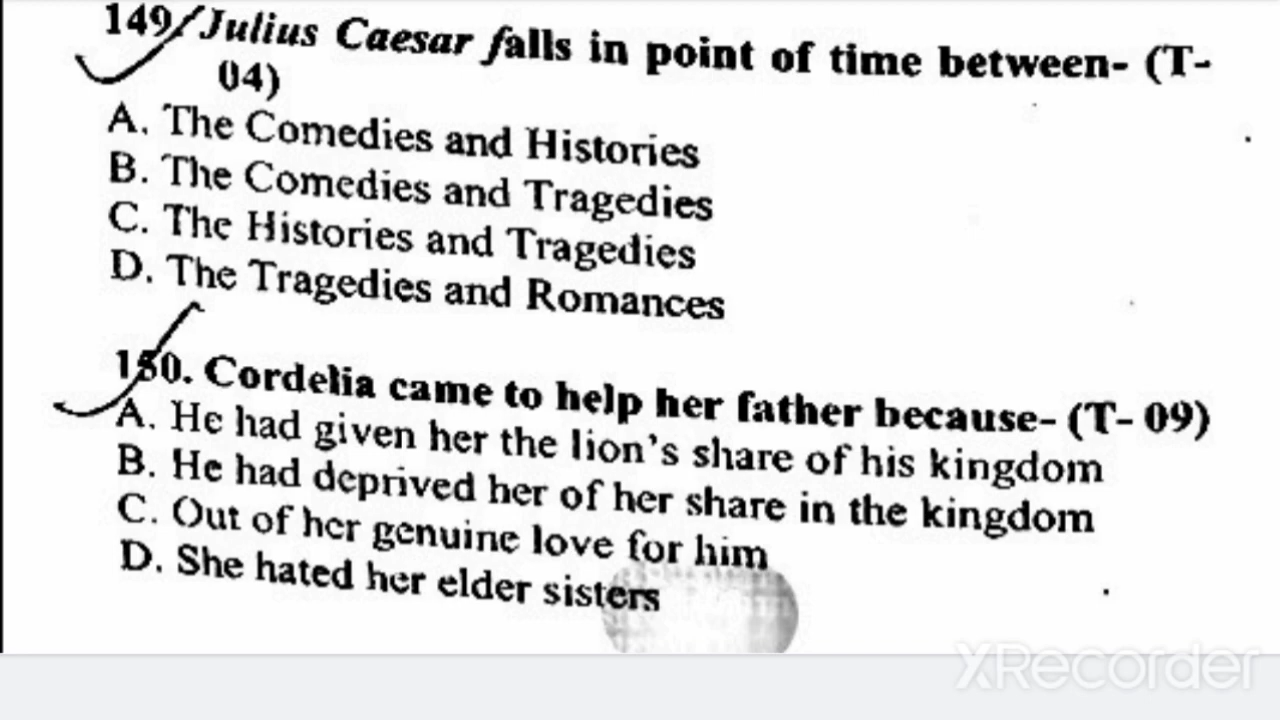 149. Julius Caesar falls in point of time between- (T-
04)
A. The Comedies and Histories
B. The Comedies and Tragedies
C. The Histories and Tragedies
D. The Tragedies and Romances
150. Cordelia came to help her father because- (T- 09)
A. He had given her the lion's share of his kingdom
B. He had deprived her of her share in the kingdom
C. Out of her genuine love for him
D. She hated her elder sisters
XRecorder